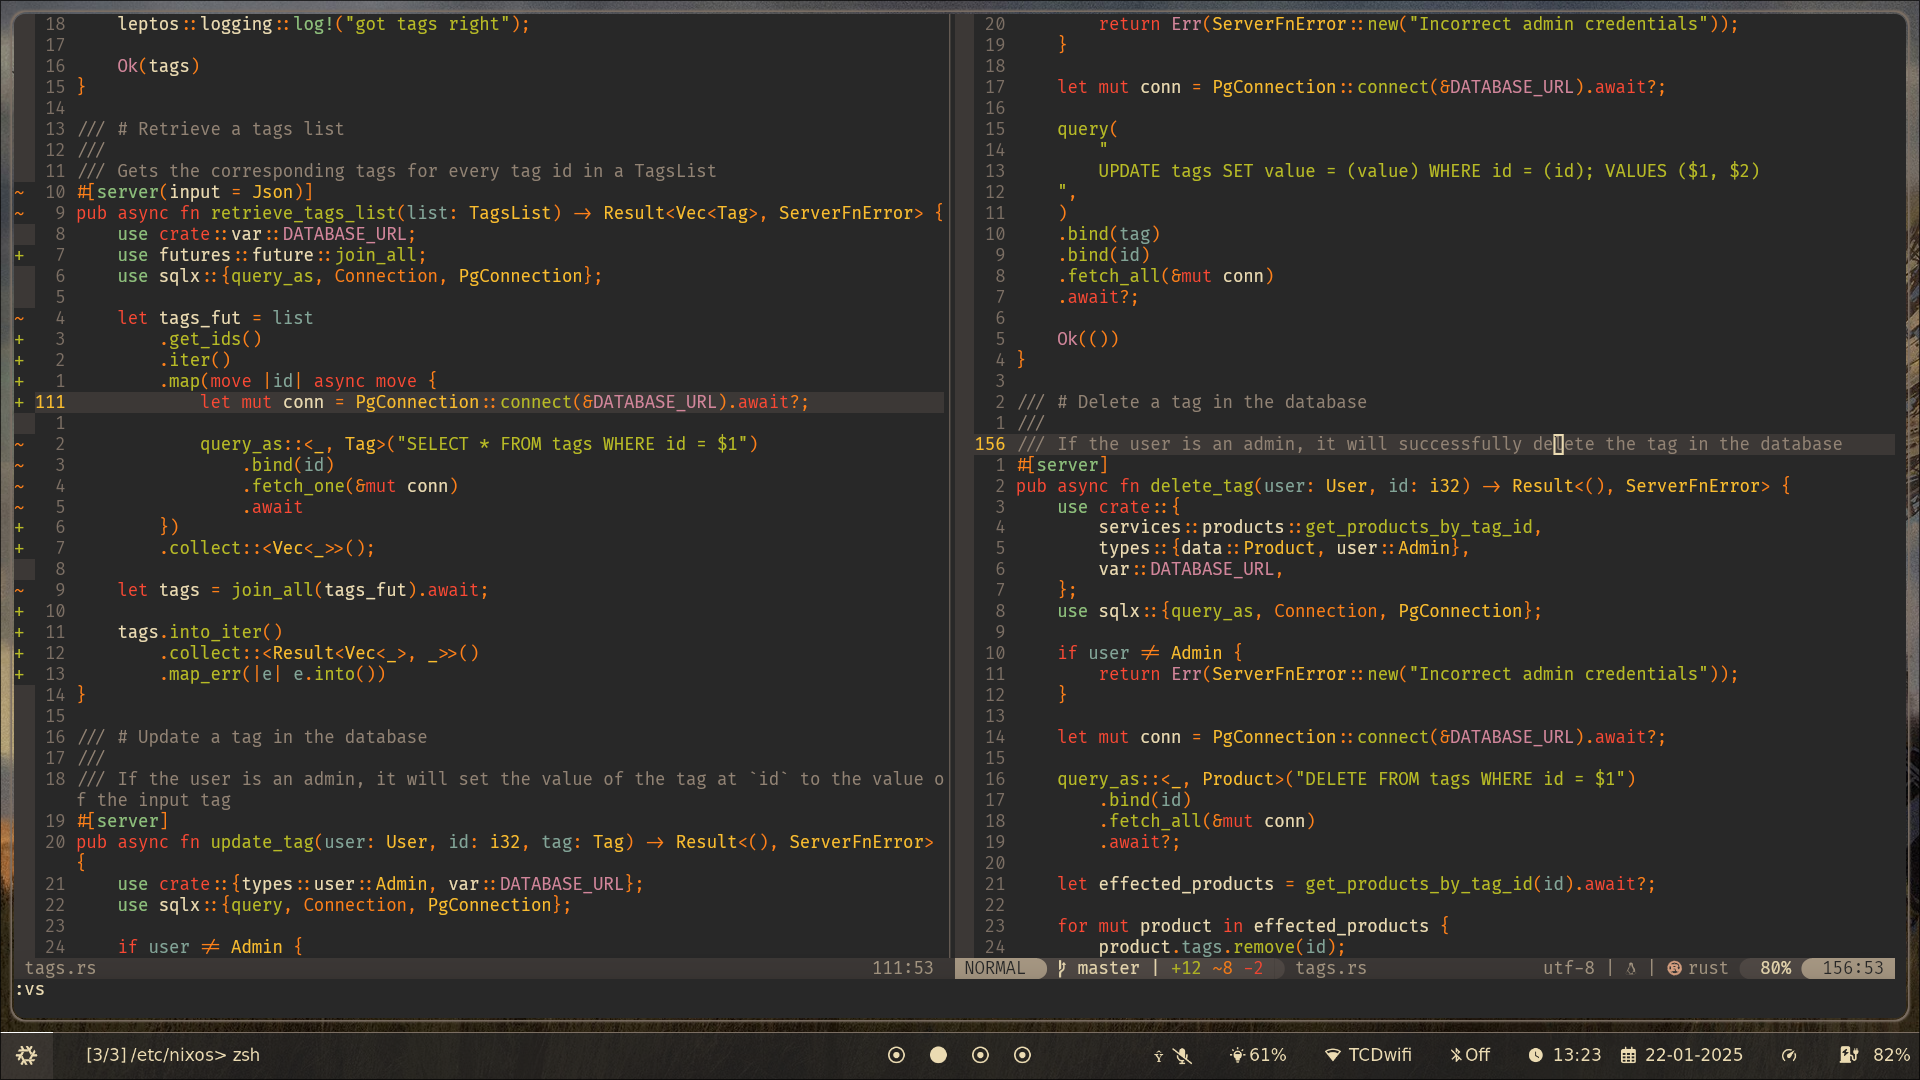 18     leptos::logging::log!("got tags right");
17
16     Ok(tags)
15 }
14
13 /// # Retrieve a tags list
12 ///
11 /// Gets the corresponding tags for every tag id in a TagsList
~ 10 #[server(input = Json)]
~ 9 pub async fn retrieve_tags_list(list: TagsList) -> Result<Vec<Tag>, ServerFnError> {
8     use crate::var::DATABASE_URL;
+ 7     use futures::future::join_all;
6     use sqlx::{query_as, Connection, PgConnection};
5
~ 4     let tags_fut = list
+ 3         .get_ids()
+ 2         .iter()
+ 1         .map(move |id| async move {
+ 111             let mut conn = PgConnection::connect(&DATABASE_URL).await?;
1
~ 2             query_as::<_, Tag>("SELECT * FROM tags WHERE id = $1")
~ 3                 .bind(id)
~ 4                 .fetch_one(&mut conn)
~ 5                 .await
+ 6         })
+ 7         .collect::<Vec<_>>();
8
~ 9     let tags = join_all(tags_fut).await;
+ 10
+ 11     tags.into_iter()
+ 12         .collect::<Result<Vec<_>, _>>()
+ 13         .map_err(|e| e.into())
14 }
15
16 /// # Update a tag in the database
17 ///
18 /// If the user is an admin, it will set the value of the tag at `id` to the value o
f the input tag
19 #[server]
20 pub async fn update_tag(user: User, id: i32, tag: Tag) -> Result<(), ServerFnError>
{
21     use crate::{types::user::Admin, var::DATABASE_URL};
22     use sqlx::{query, Connection, PgConnection};
23
24     if user != Admin {
tags.rs 111:53
20         return Err(ServerFnError::new("Incorrect admin credentials"));
19     }
18
17     let mut conn = PgConnection::connect(&DATABASE_URL).await?;
16
15     query(
14         "
13         UPDATE tags SET value = (value) WHERE id = (id); VALUES ($1, $2)
12     ",
11     )
10     .bind(tag)
9     .bind(id)
8     .fetch_all(&mut conn)
7     .await?;
6
5     Ok(())
4 }
3
2 /// # Delete a tag in the database
1 ///
156 /// If the user is an admin, it will successfully delete the tag in the database
1 #[server]
2 pub async fn delete_tag(user: User, id: i32) -> Result<(), ServerFnError> {
3     use crate::{
4         services::products::get_products_by_tag_id,
5         types::{data::Product, user::Admin},
6         var::DATABASE_URL,
7     };
8     use sqlx::{query_as, Connection, PgConnection};
9
10     if user != Admin {
11         return Err(ServerFnError::new("Incorrect admin credentials"));
12     }
13
14     let mut conn = PgConnection::connect(&DATABASE_URL).await?;
15
16     query_as::<_, Product>("DELETE FROM tags WHERE id = $1")
17         .bind(id)
18         .fetch_all(&mut conn)
19         .await?;
20
21     let effected_products = get_products_by_tag_id(id).await?;
22
23     for mut product in effected_products {
24         product.tags.remove(id);
NORMAL master | +12 ~8 -2 tags.rs utf-8 | | rust 80% 156:53
:vs
[3/3] /etc/nixos> zsh 61% TCDwifi Off 13:23 22-01-2025 82%